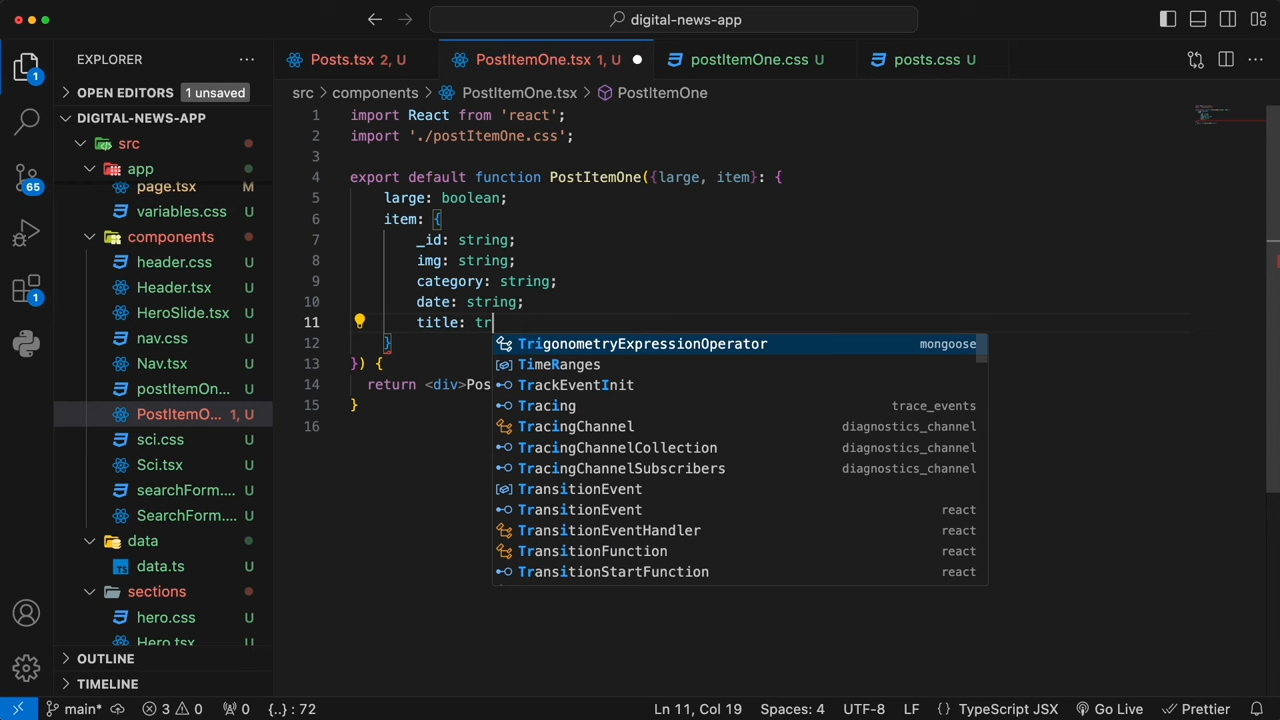 digital-news-app
EXPLORER
Posts.tsx 2, U
PostItemOne.tsx 1, U
postItemOne.css U
posts.css U
OPEN EDITORS 1 unsaved
src > components > PostItemOne.tsx > PostItemOne
DIGITAL-NEWS-APP
src
app
page.tsx M
variables.css U
components
header.css U
Header.tsx U
HeroSlide.tsx U
nav.css U
Nav.tsx U
postItemOn... U
PostItemO... 1, U
sci.css U
Sci.tsx U
searchForm.... U
SearchForm.... U
data
data.ts U
sections
hero.css U
Hero.tsx U
OUTLINE
TIMELINE
1
65
1
1 import React from 'react';
2 import './postItemOne.css';
3
4 export default function PostItemOne({large, item}: {
5 large: boolean;
6 item: {
7 _id: string;
8 img: string;
9 category: string;
10 date: string;
11 title: tr
12 }
13 }) {
14 return <div>Pos
15 }
16
TrigonometryExpressionOperator mongoose
TimeRanges
TrackEventInit
Tracing trace_events
TracingChannel diagnostics_channel
TracingChannelCollection diagnostics_channel
TracingChannelSubscribers diagnostics_channel
TransitionEvent
TransitionEvent react
TransitionEventHandler react
TransitionFunction react
TransitionStartFunction react
main* 3 0 0 {..} : 72 Ln 11, Col 19 Spaces: 4 UTF-8 LF {} TypeScript JSX Go Live Prettier